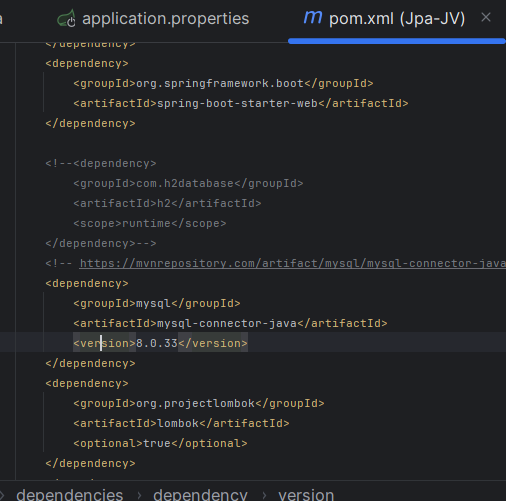 a
application.properties
m pom.xml (Jpa-JV) ×
</dependency>
<dependency>
<groupId>org.springframework.boot</groupId>
<artifactId>spring-boot-starter-web</artifactId>
</dependency>
<!--<dependency>
<groupId>com.h2database</groupId>
<artifactId>h2</artifactId>
<scope>runtime</scope>
</dependency>-->
<!-- https://mvnrepository.com/artifact/mysql/mysql-connector-java
<dependency>
<groupId>mysql</groupId>
<artifactId>mysql-connector-java</artifactId>
<version>8.0.33</version>
</dependency>
<dependency>
<groupId>org.projectlombok</groupId>
<artifactId>lombok</artifactId>
<optional>true</optional>
</dependency>
dependencies > dependency > version